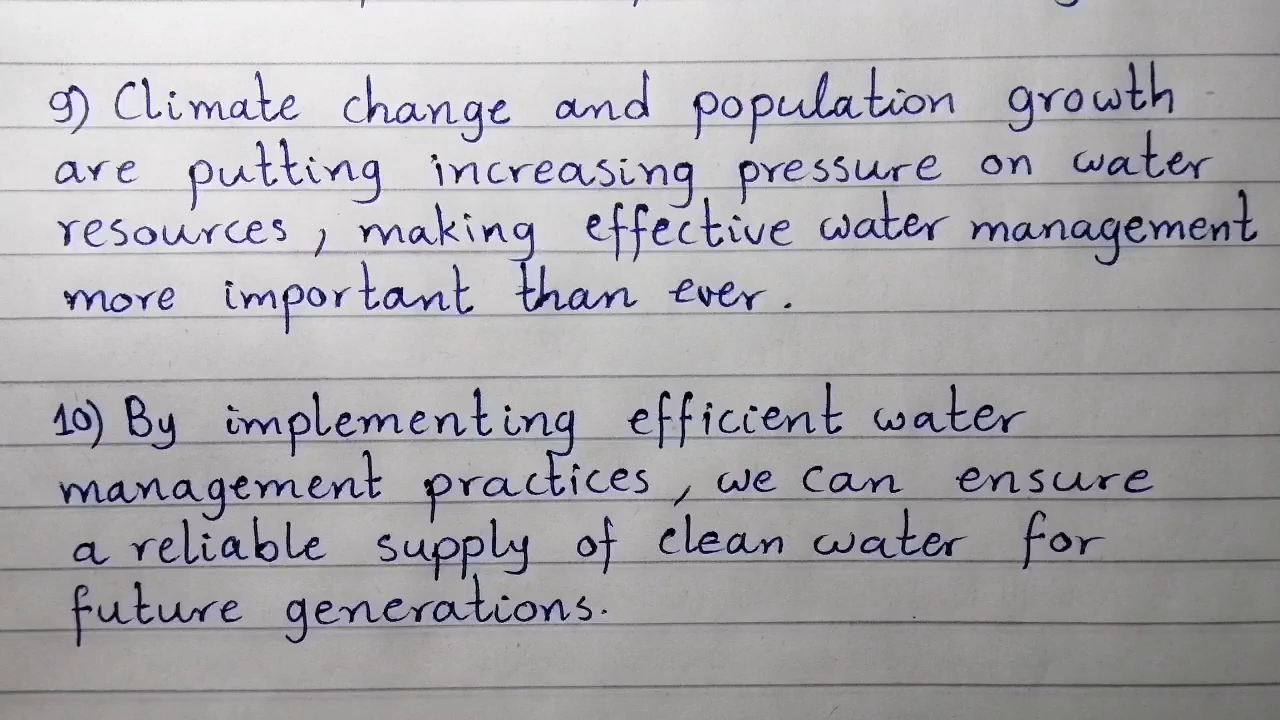 9) Climate change and population growth
are putting increasing pressure on water
resources, making effective water management
more important than ever.
10) By implementing efficient water
management practices, we can ensure
a reliable supply of clean water for
future generations.